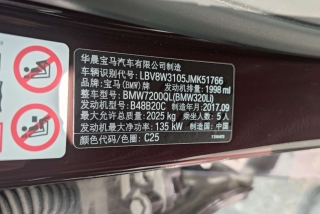 华晨宝马汽车有限公司制造
车辆识别代号 LBV8W3105JMK51766
品牌 宝马(BMW)牌 发动机排量 1998 ml
整车型号 BMW7200QL(BMW320Li)
发动机型号 B48B20C 制造年月 2017.09
最大允许总质量 2025 kg 乘坐人数 5 人
发动机最大净功率 135 kW 制造国 中国
颜色代码/色圈: C25